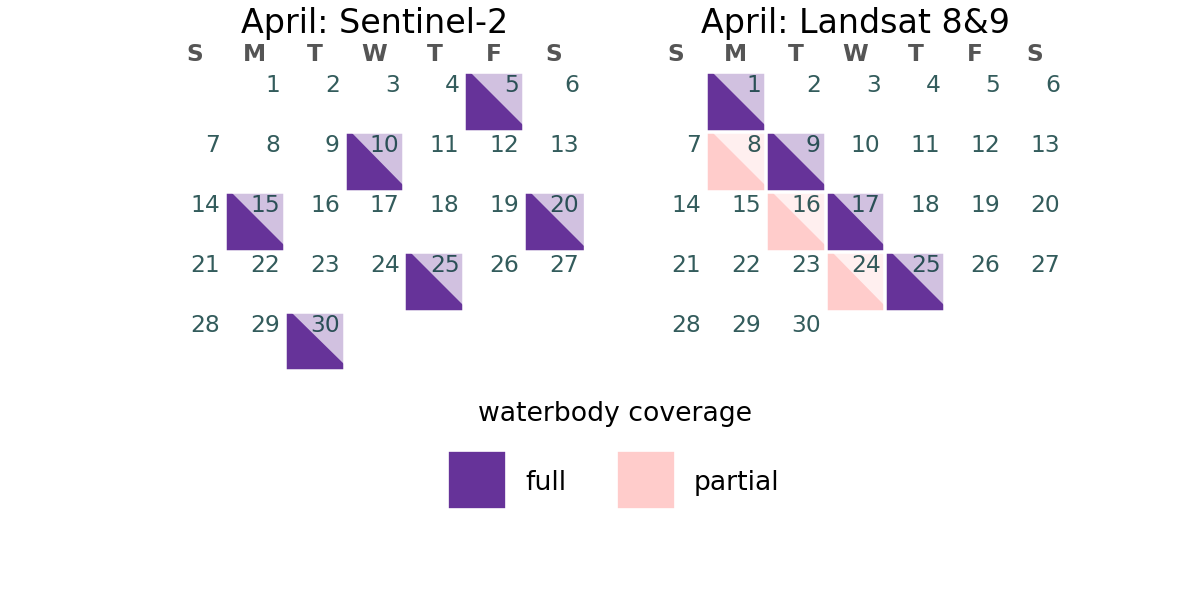 April: Sentinel-2
S M T W T F S
1 2 3 4 5 6
7 8 9 10 11 12 13
14 15 16 17 18 19 20
21 22 23 24 25 26 27
28 29 30
April: Landsat 8&9
S M T W T F S
1 2 3 4 5 6
7 8 9 10 11 12 13
14 15 16 17 18 19 20
21 22 23 24 25 26 27
28 29 30
waterbody coverage
full
partial